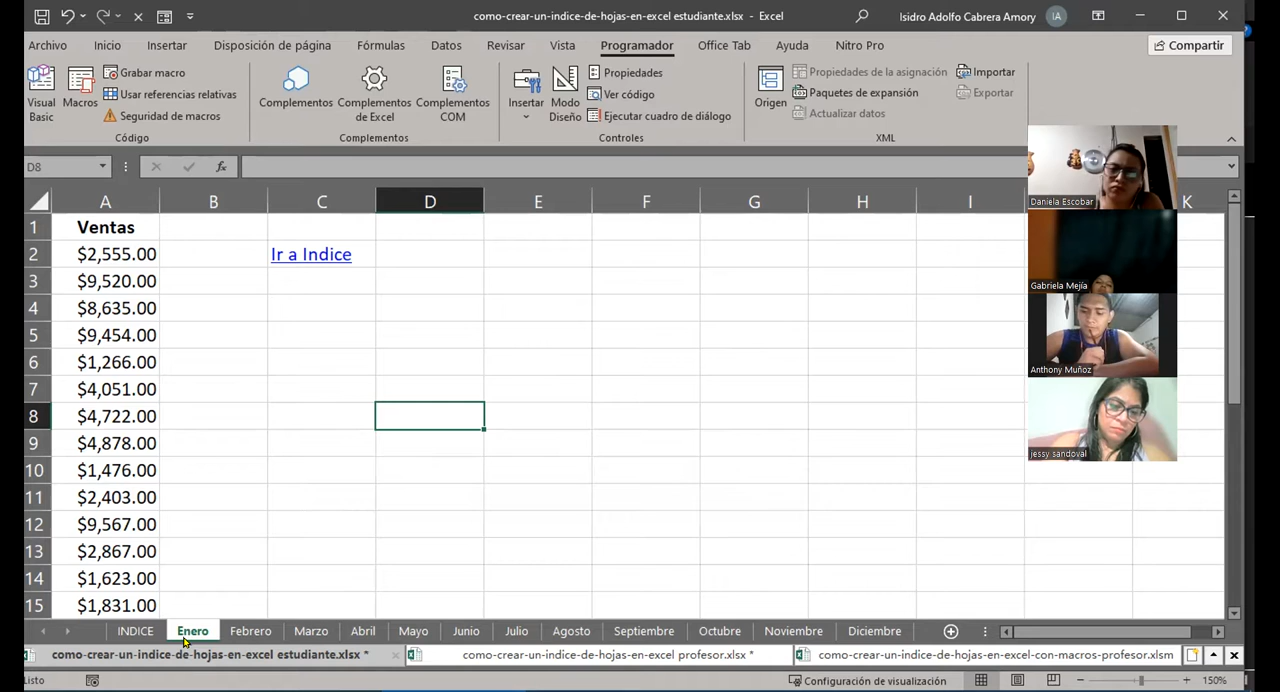 como-crear-un-indice-de-hojas-en-excel estudiante.xlsx - Excel
Isidro Adolfo Cabrera Amory
IA
Archivo Inicio Insertar Disposición de página Fórmulas Datos Revisar Vista Programador Office Tab Ayuda Nitro Pro
Compartir
Visual Basic
Macros
Grabar macro
Usar referencias relativas
Seguridad de macros
Código
Complementos
Complementos de Excel
Complementos COM
Complementos
Insertar
Modo Diseño
Propiedades
Ver código
Ejecutar cuadro de diálogo
Controles
Origen
Propiedades de la asignación
Paquetes de expansión
Actualizar datos
Importar
Exportar
XML
D8
fx
A B C D E F G H I K
1 Ventas
2 $2,555.00 Ir a Indice
3 $9,520.00
4 $8,635.00
5 $9,454.00
6 $1,266.00
7 $4,051.00
8 $4,722.00
9 $4,878.00
10 $1,476.00
11 $2,403.00
12 $9,567.00
13 $2,867.00
14 $1,623.00
15 $1,831.00
Daniela Escobar
Gabriela Mejía
Anthony Muñoz
jessy sandoval
INDICE Enero Febrero Marzo Abril Mayo Junio Julio Agosto Septiembre Octubre Noviembre Diciembre
como-crear-un-indice-de-hojas-en-excel estudiante.xlsx *
como-crear-un-indice-de-hojas-en-excel profesor.xlsx *
como-crear-un-indice-de-hojas-en-excel-con-macros-profesor.xlsm
Listo
Configuración de visualización
150%